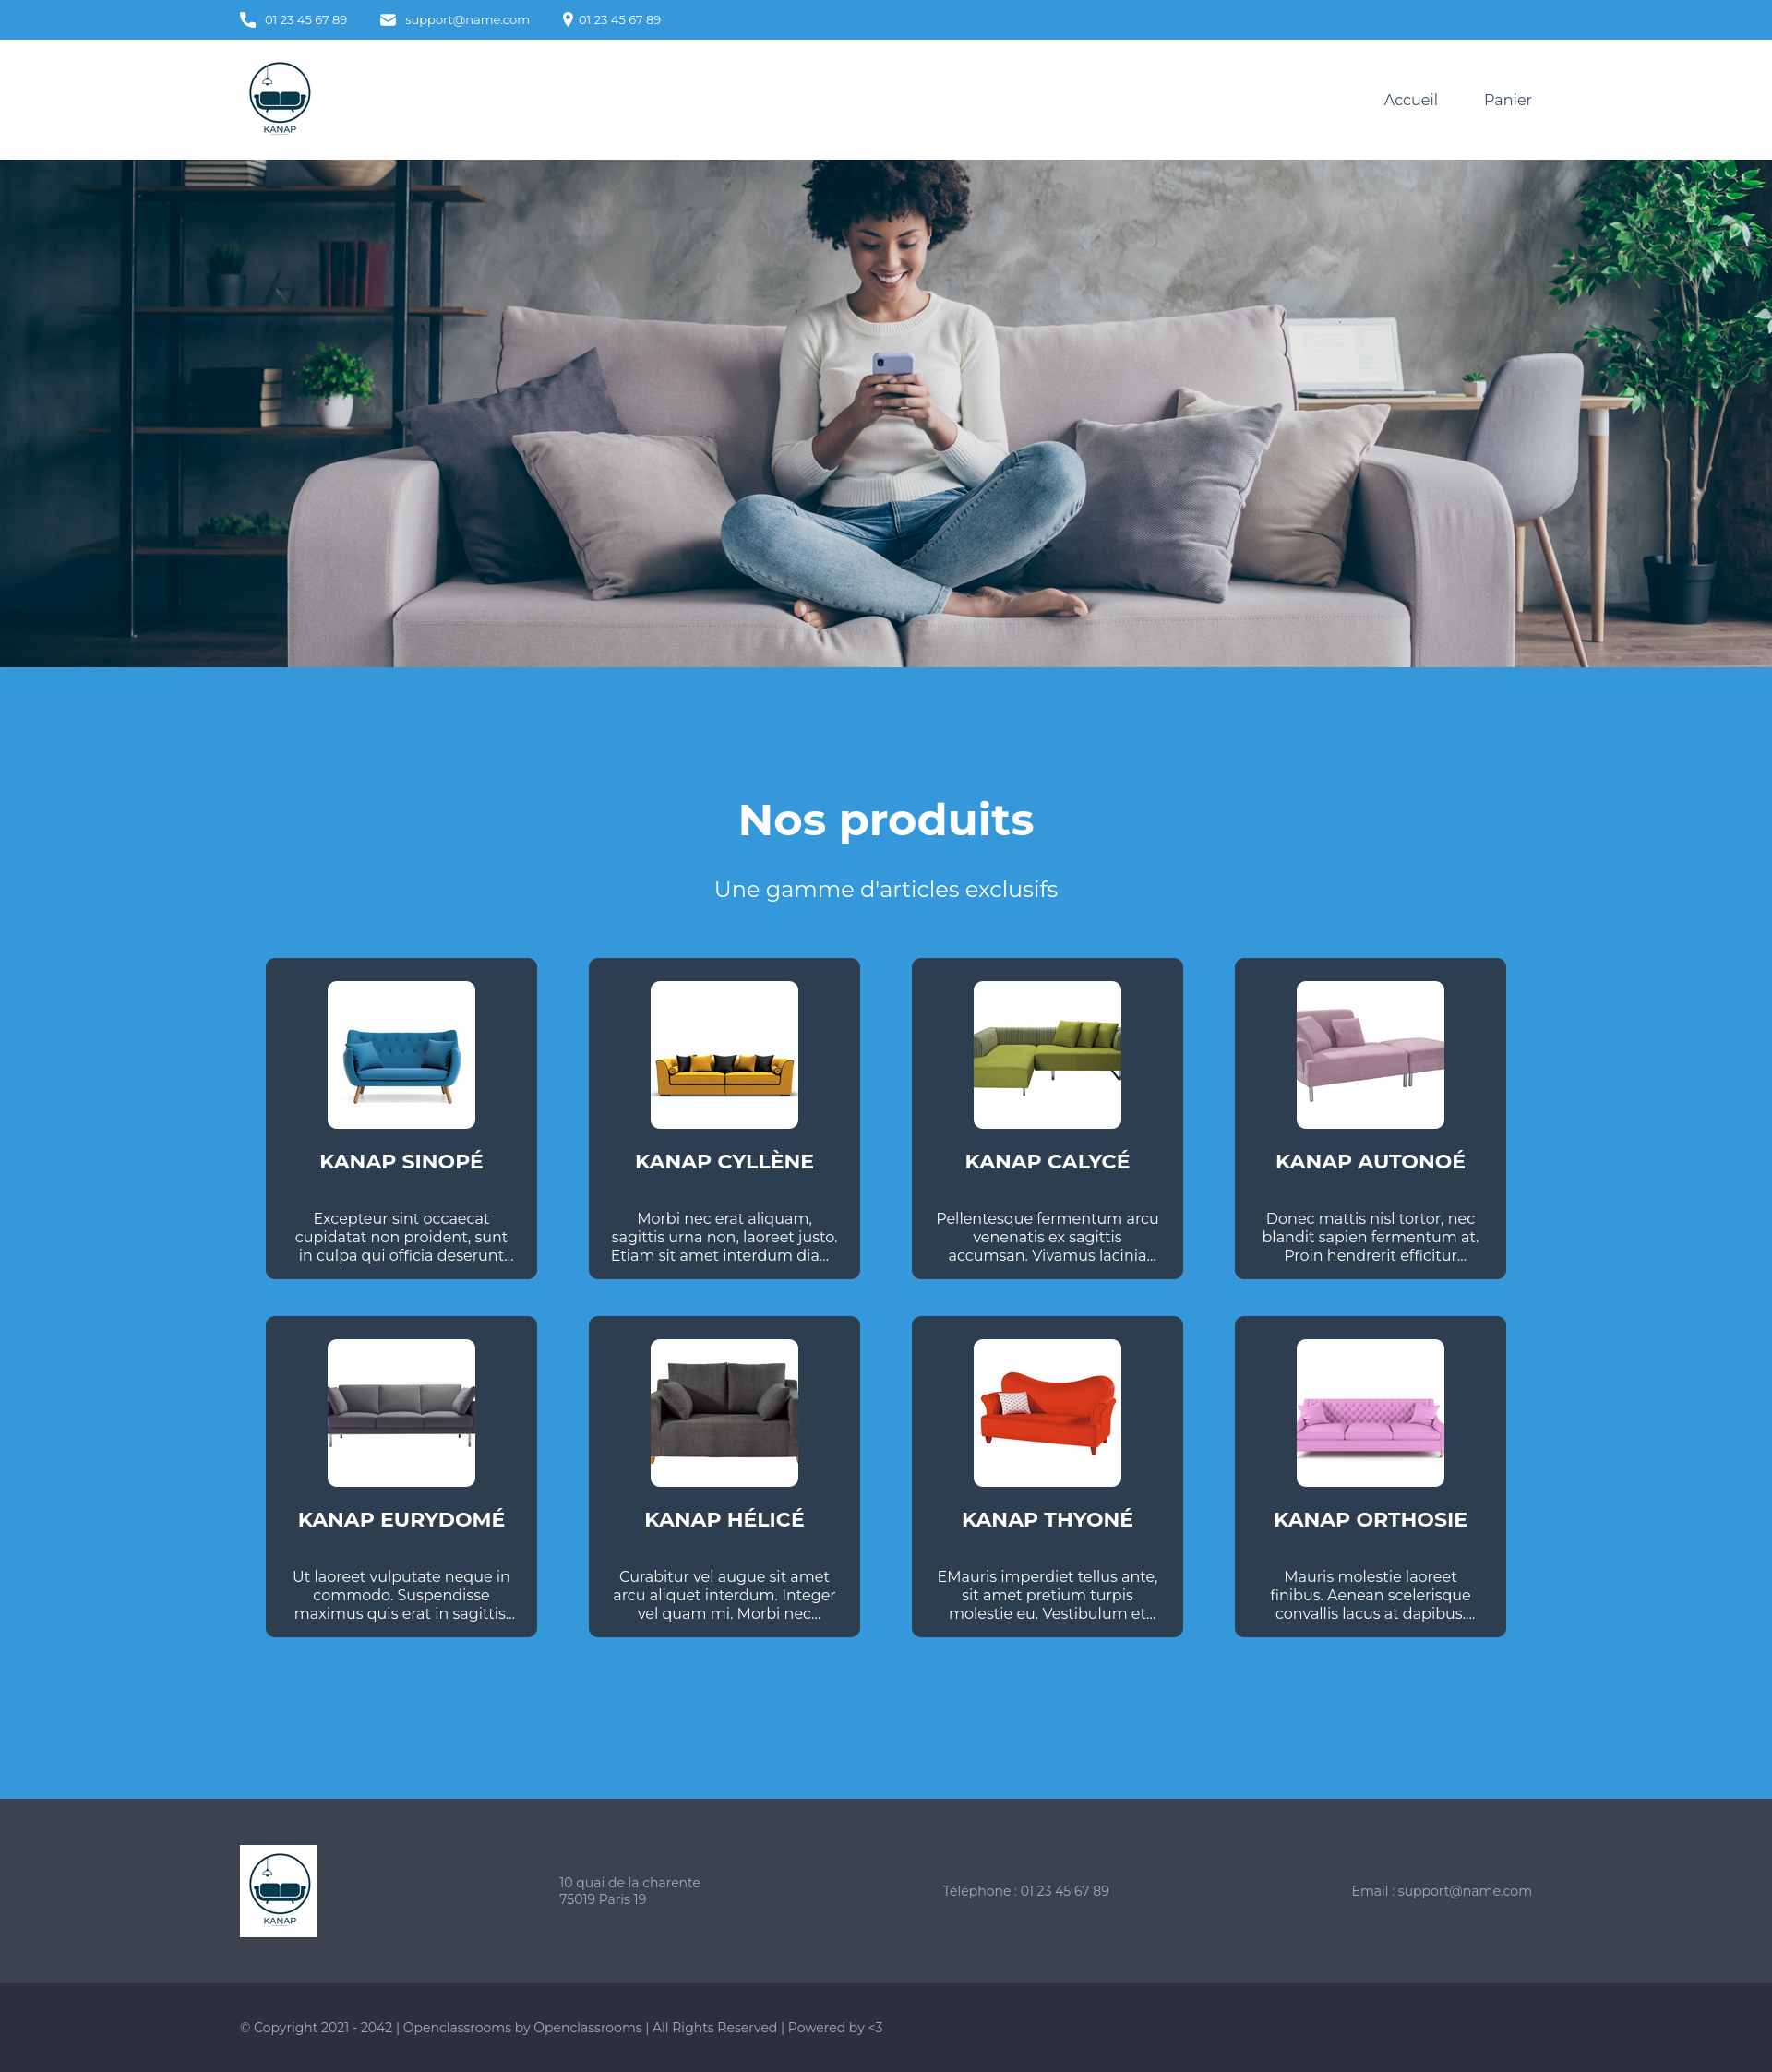 01 23 45 67 89
support@name.com
01 23 45 67 89
KANAP
Accueil
Panier
Nos produits
Une gamme d'articles exclusifs
KANAP SINOPÉ
Excepteur sint occaecat
cupidatat non proident, sunt
in culpa qui officia deserunt...
KANAP CYLLÈNE
Morbi nec erat aliquam,
sagittis urna non, laoreet justo.
Etiam sit amet interdum dia...
KANAP CALYCÉ
Pellentesque fermentum arcu
venenatis ex sagittis
accumsan. Vivamus lacinia...
KANAP AUTONOÉ
Donec mattis nisl tortor, nec
blandit sapien fermentum at.
Proin hendrerit efficitur...
KANAP EURYDOMÉ
Ut laoreet vulputate neque in
commodo. Suspendisse
maximus quis erat in sagittis...
KANAP HÉLICÉ
Curabitur vel augue sit amet
arcu aliquet interdum. Integer
vel quam mi. Morbi nec...
KANAP THYONÉ
EMauris imperdiet tellus ante,
sit amet pretium turpis
molestie eu. Vestibulum et...
KANAP ORTHOSIE
Mauris molestie laoreet
finibus. Aenean scelerisque
convallis lacus at dapibus....
KANAP
10 quai de la charente
75019 Paris 19
Téléphone : 01 23 45 67 89
Email : support@name.com
© Copyright 2021 - 2042 | Openclassrooms by Openclassrooms | All Rights Reserved | Powered by <3